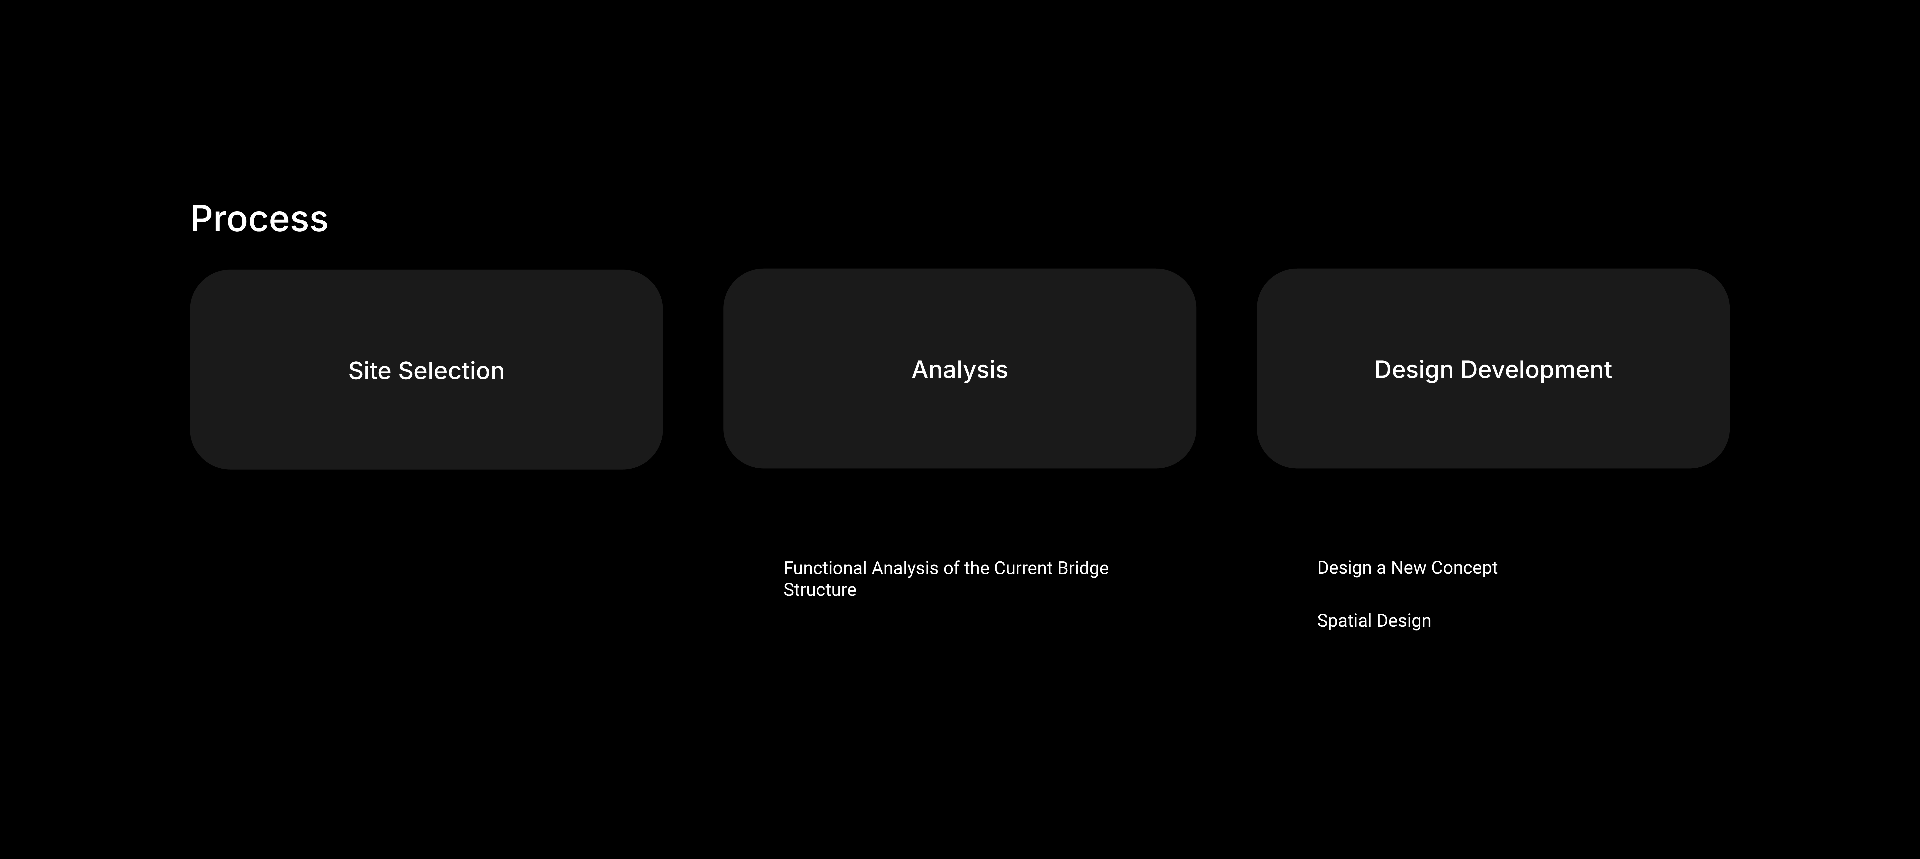 Process
Site Selection
Analysis
Design Development
Functional Analysis of the Current Bridge
Structure
Design a New Concept
Spatial Design